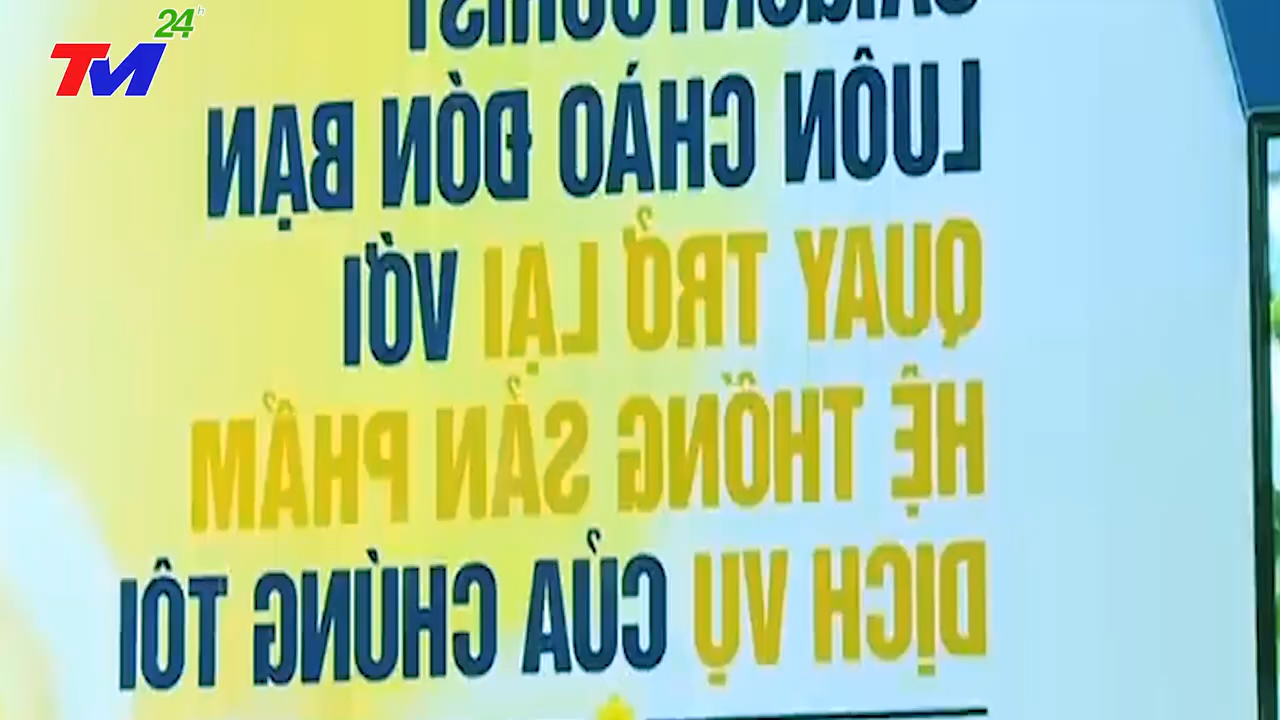 TM 24h
SAIGONTOURIST
LUÔN CHÀO ĐÓN BẠN
QUAY TRỞ LẠI VỚI
HỆ THỐNG SẢN PHẨM
DỊCH VỤ CỦA CHÚNG TÔI